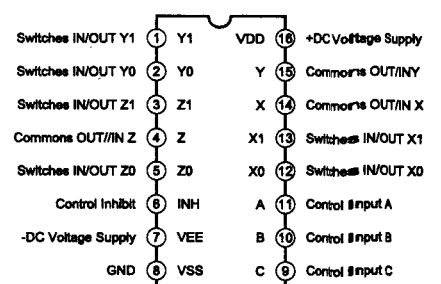 Switches IN/OUT Y1 1 Y1 VDD 16 +DC Voltage Supply
Switches IN/OUT Y0 2 Y0 Y 15 Commons OUT/INY
Switches IN/OUT Z1 3 Z1 X 14 Commons OUT/IN X
Commons OUT//IN Z 4 Z X1 13 Switches IN/OUT X1
Switches IN/OUT Z0 5 Z0 X0 12 Switches IN/OUT X0
Control Inhibit 6 INH A 11 Control Input A
-DC Voltage Supply 7 VEE B 10 Control Input B
GND 8 VSS C 9 Control Input C